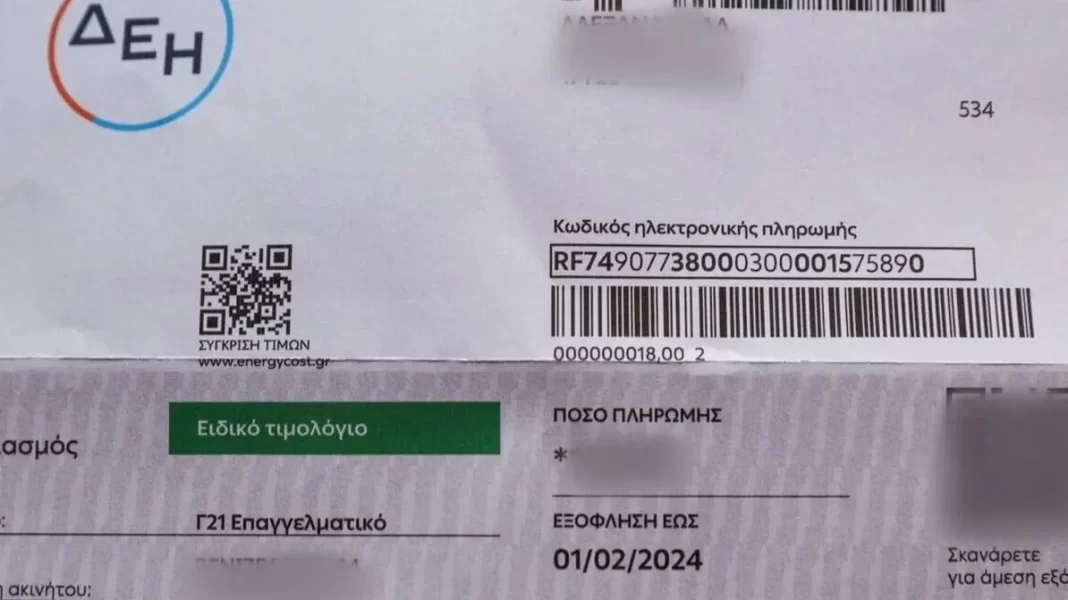 ΔΕΗ
534
Κωδικός ηλεκτρονικής πληρωμής
RF74907738000300001575890
ΣΥΓΚΡΙΣΗ ΤΙΜΩΝ
www.energycost.gr
000000018,00 2
Ειδικό τιμολόγιο
ΠΟΣΟ ΠΛΗΡΩΜΗΣ
*
Γ21 Επαγγελματικό
ΕΞΟΦΛΗΣΗ ΕΩΣ
01/02/2024
Σκανάρετε
για άμεση
ακινήτου: